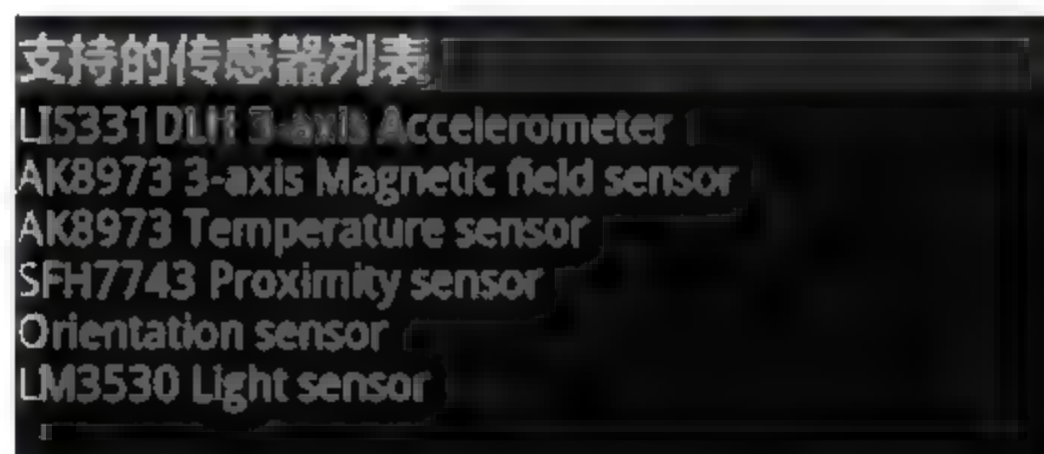 支持的传感器列表
LIS331DLH 3-axis Accelerometer
AK8973 3-axis Magnetic field sensor
AK8973 Temperature sensor
SFH7743 Proximity sensor
Orientation sensor
LM3530 Light sensor